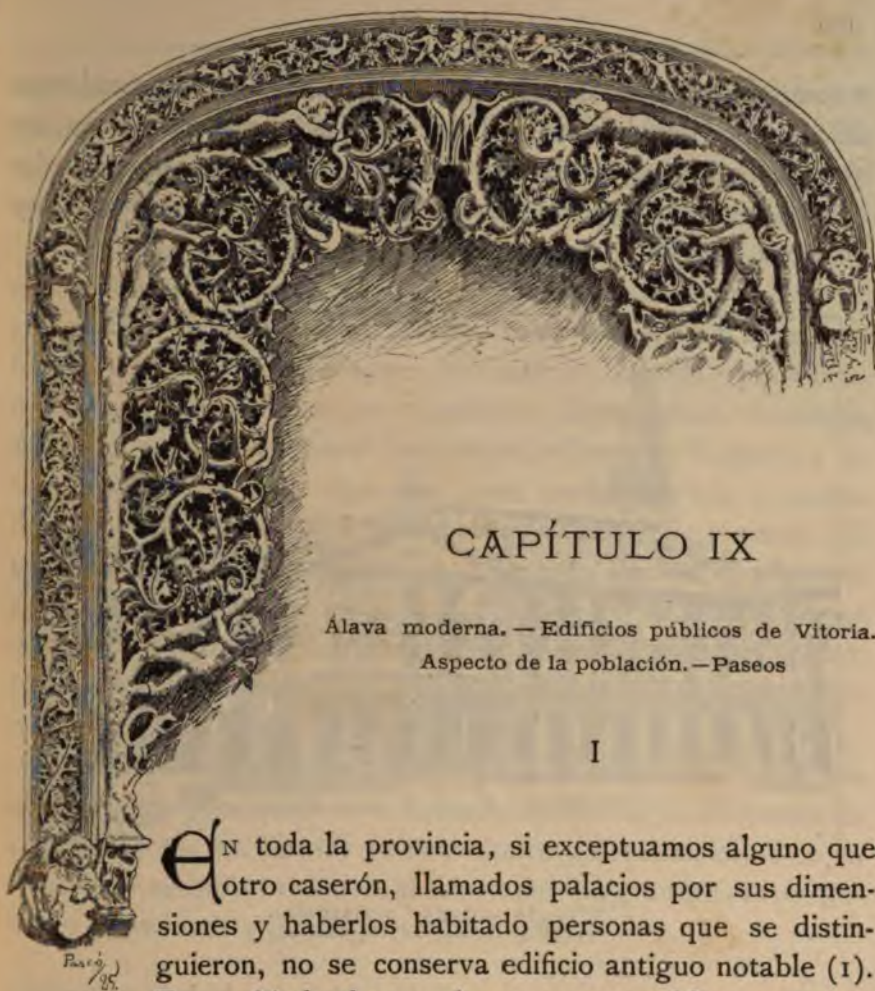 CAPÍTULO IX
Álava moderna. — Edificios públicos de Vitoria.
Aspecto de la población. — Paseos
I
EN toda la provincia, si exceptuamos alguno que
otro caserón, llamados palacios por sus dimen-
siones y haberlos habitado personas que se distin-
guieron, no se conserva edificio antiguo notable (1).